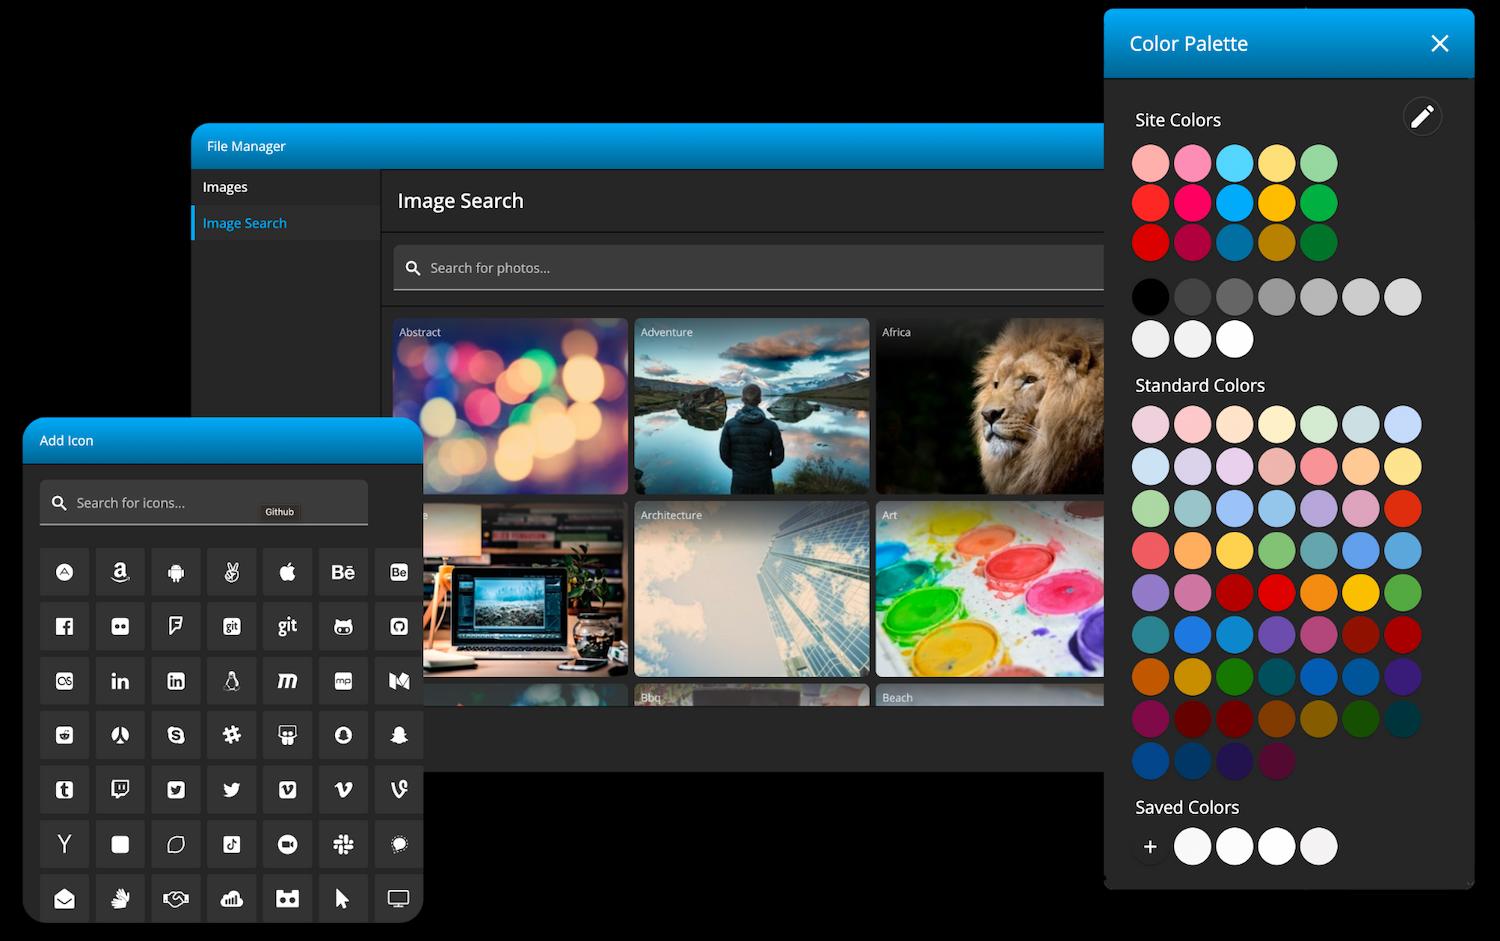 Color Palette
Site Colors
Standard Colors
Saved Colors
File Manager
Images
Image Search
Image Search
Search for photos...
Abstract
Adventure
Africa
Architecture
Art
Bbq
Beach
Add Icon
Search for icons...
Github
Bē
Be
git
git
mp